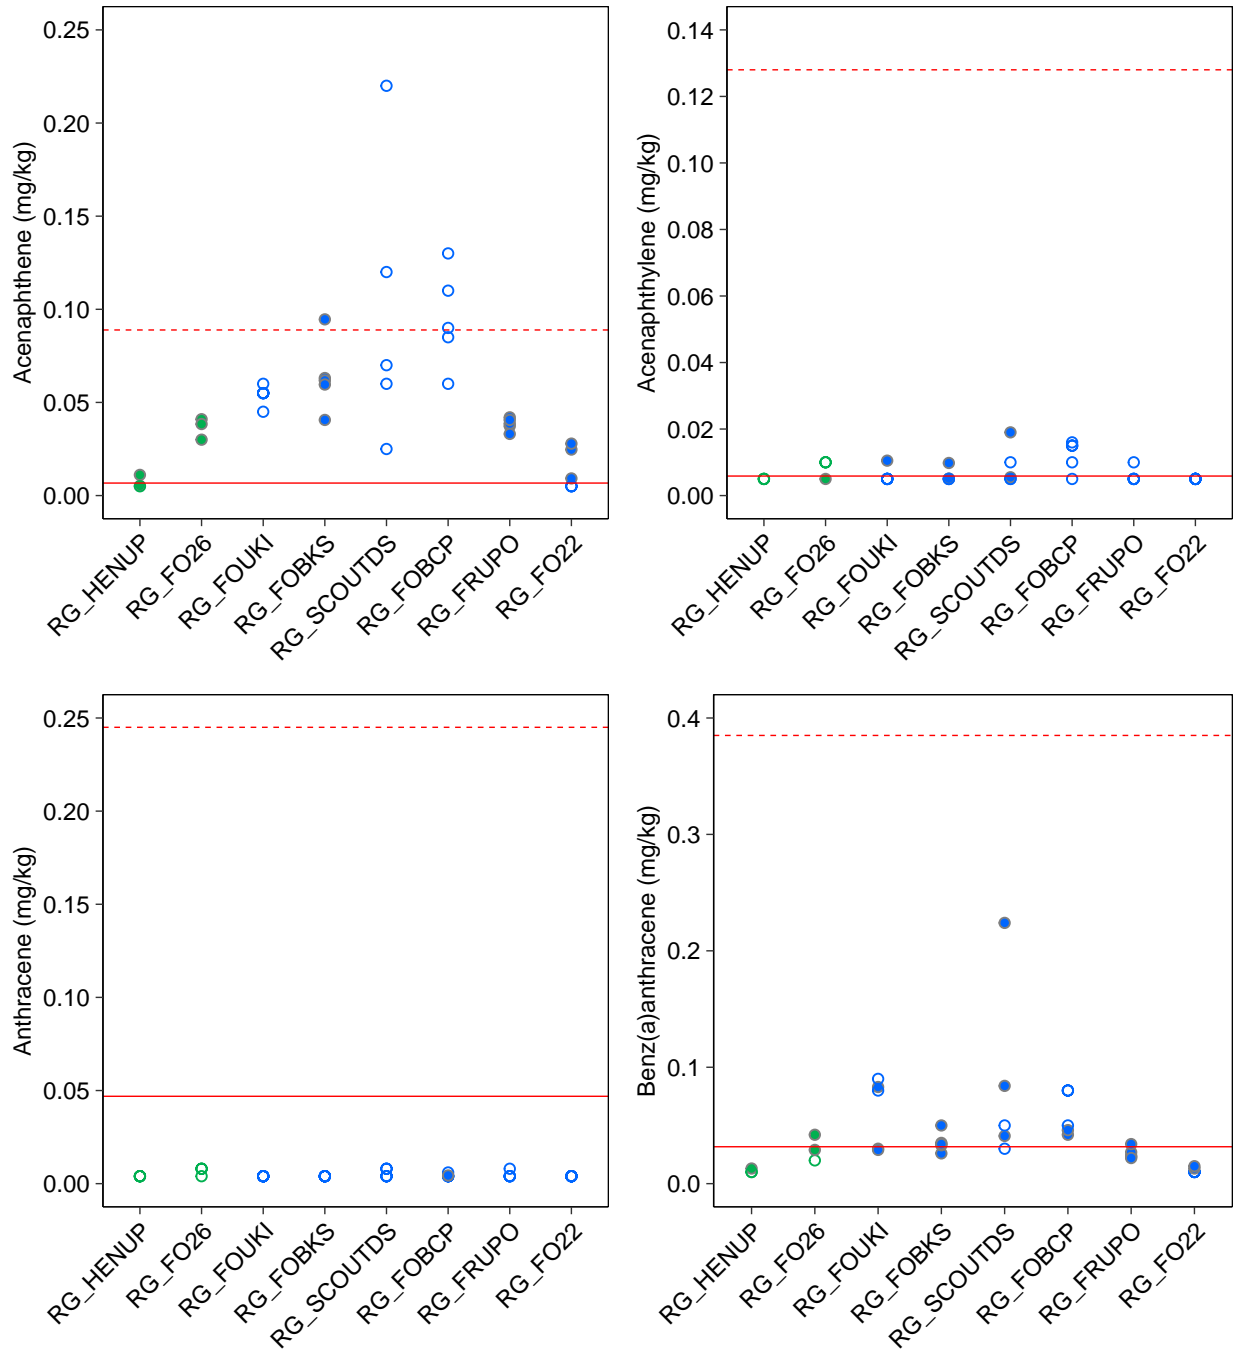 Acenaphthene (mg/kg)
0.25
0.20
0.15
0.10
0.05
0.00
RG_HENUP
RG_FO26
RG_FOUKI
RG_FOBKS
RG_SCOUTDS
RG_FOBCP
RG_FRUPO
RG_FO22
Acenaphthylene (mg/kg)
0.14
0.12
0.10
0.08
0.06
0.04
0.02
0.00
RG_HENUP
RG_FO26
RG_FOUKI
RG_FOBKS
RG_SCOUTDS
RG_FOBCP
RG_FRUPO
RG_FO22
Anthracene (mg/kg)
0.25
0.20
0.15
0.10
0.05
0.00
RG_HENUP
RG_FO26
RG_FOUKI
RG_FOBKS
RG_SCOUTDS
RG_FOBCP
RG_FRUPO
RG_FO22
Benz(a)anthracene (mg/kg)
0.4
0.3
0.2
0.1
0.0
RG_HENUP
RG_FO26
RG_FOUKI
RG_FOBKS
RG_SCOUTDS
RG_FOBCP
RG_FRUPO
RG_FO22